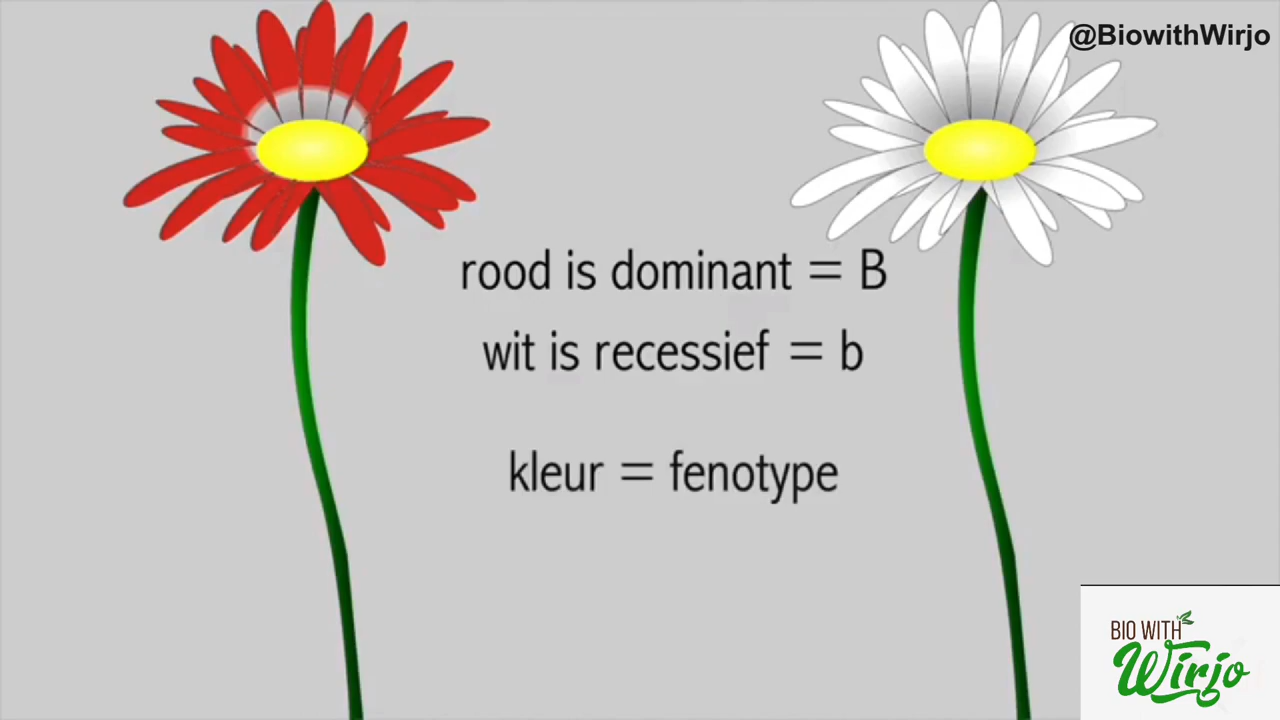 @BiowithWirjo
rood is dominant = B
wit is recessief = b
kleur = fenotype
BIO WITH
Wirjo